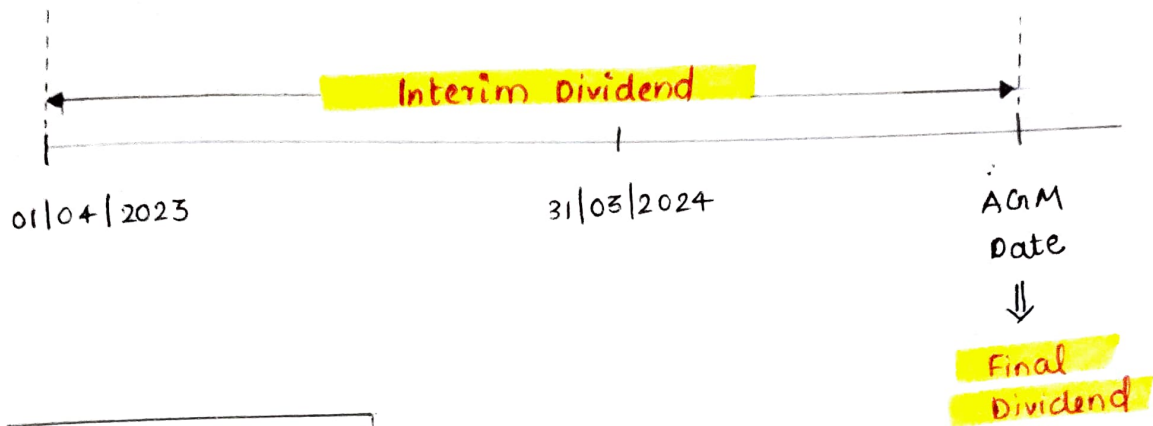 Interim Dividend
01/04/2023
31/03/2024
AGM
Date
⇓
Final
Dividend